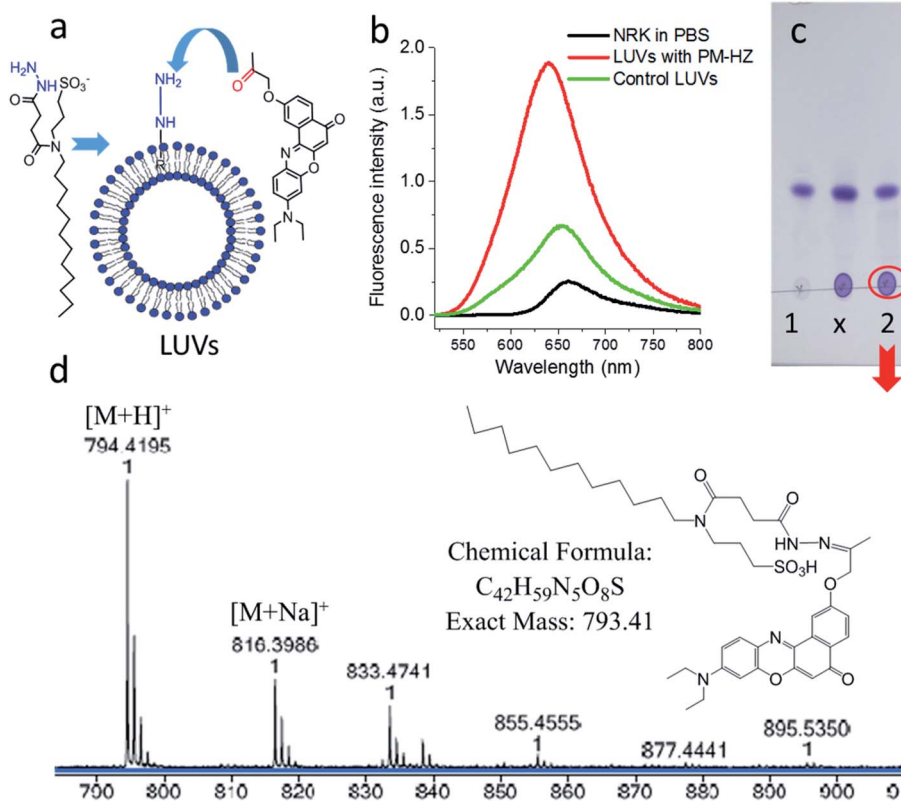 a
b
c
H₂N
NH
SO₃⁻
O
O
N
NH₂
NH
R
O
O
O
N
O
N
LUVs
Fluorescence intensity (a.u.)
2.0
1.5
1.0
0.5
0.0
NRK in PBS
LUVs with PM-HZ
Control LUVs
550 600 650 700 750 800
Wavelength (nm)
1 x 2
d
[M+H]⁺
794.4195
1
[M+Na]⁺
816.3986
1
833.4741
1
855.4555
1
877.4441
895.5350
1
Chemical Formula:
C₄₂H₅₉N₅O₈S
Exact Mass: 793.41
O
N
O
HN N
SO₃H
O
N
N
O
O
800 810 820 830 840 850 860 870 880 890 900